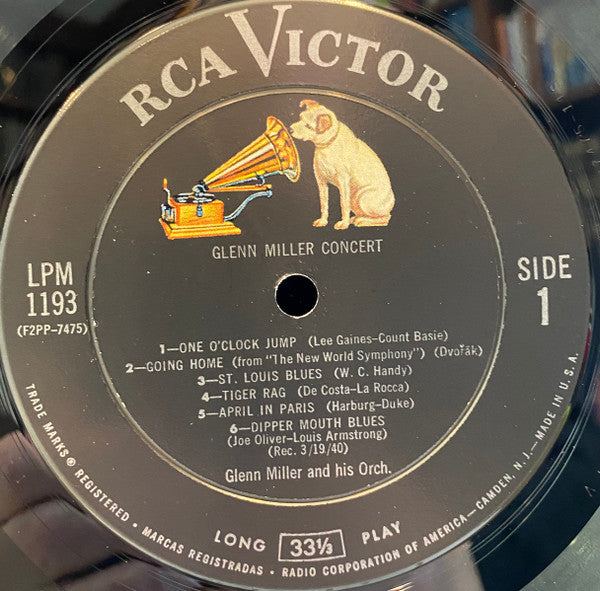 RCA VICTOR
GLENN MILLER CONCERT
LPM
1193
(F2PP-7475)
SIDE
1
1—ONE O'CLOCK JUMP (Lee Gaines-Count Basie)
2—GOING HOME (from "The New World Symphony") (Dvořák)
3—ST. LOUIS BLUES (W. C. Handy)
4—TIGER RAG (De Costa-La Rocca)
5—APRIL IN PARIS (Harburg-Duke)
6—DIPPER MOUTH BLUES
(Joe Oliver-Louis Armstrong)
(Rec. 3/19/40)
Glenn Miller and his Orch.
LONG 33⅓ PLAY
TRADE MARKS ® REGISTERED • MARCAS REGISTRADAS • RADIO CORPORATION OF AMERICA—CAMDEN, N. J.—MADE IN U.S.A.